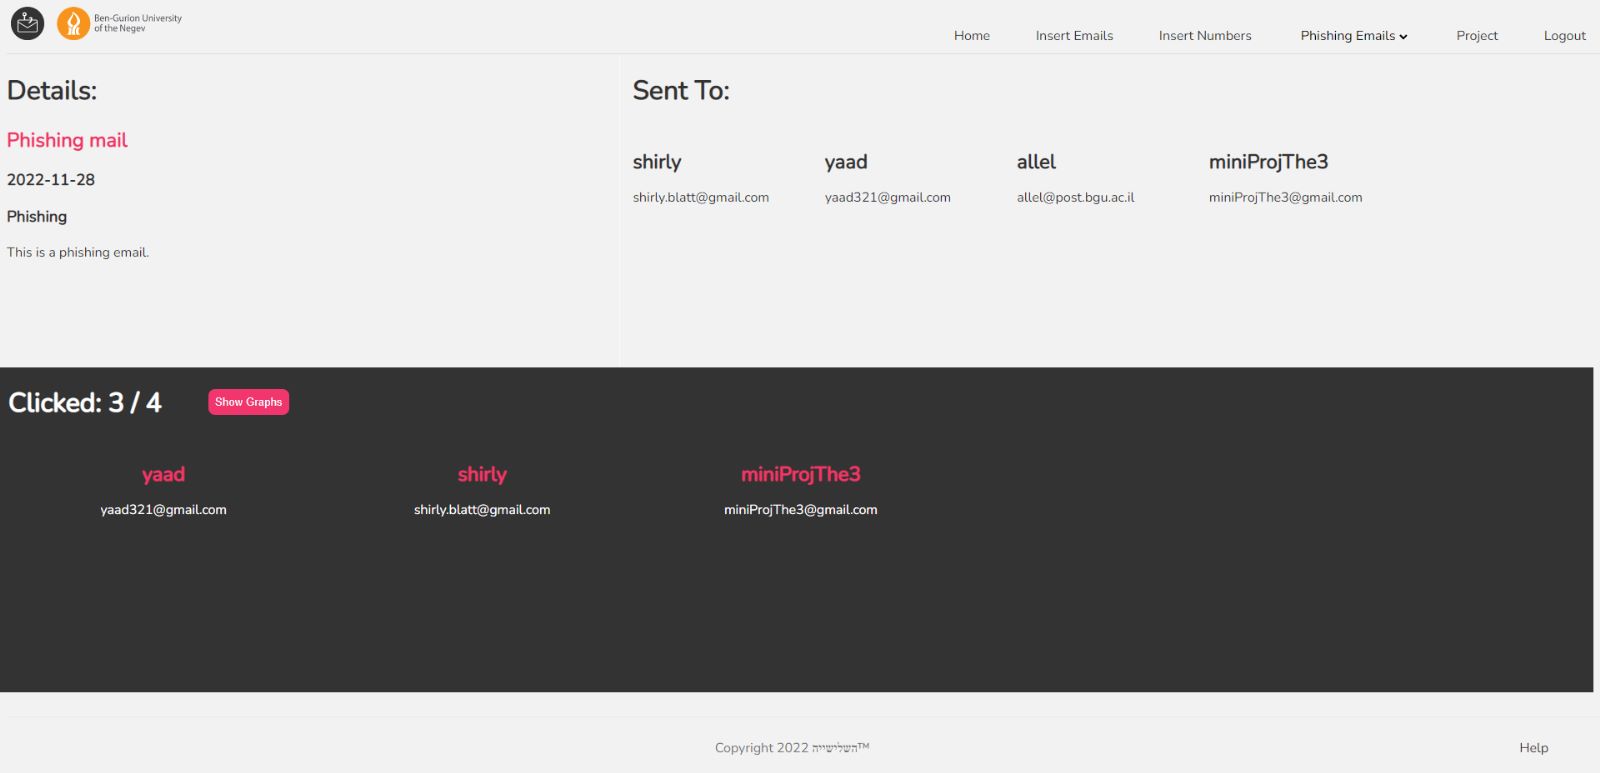 Ben-Gurion University
of the Negev
Home Insert Emails Insert Numbers Phishing Emails Project Logout
Details:
Phishing mail
2022-11-28
Phishing
This is a phishing email.
Sent To:
shirly yaad allel miniProjThe3
shirly.blatt@gmail.com yaad321@gmail.com allel@post.bgu.ac.il miniProjThe3@gmail.com
Clicked: 3 / 4 Show Graphs
yaad shirly miniProjThe3
yaad321@gmail.com shirly.blatt@gmail.com miniProjThe3@gmail.com
Copyright 2022 השלישייה™ Help